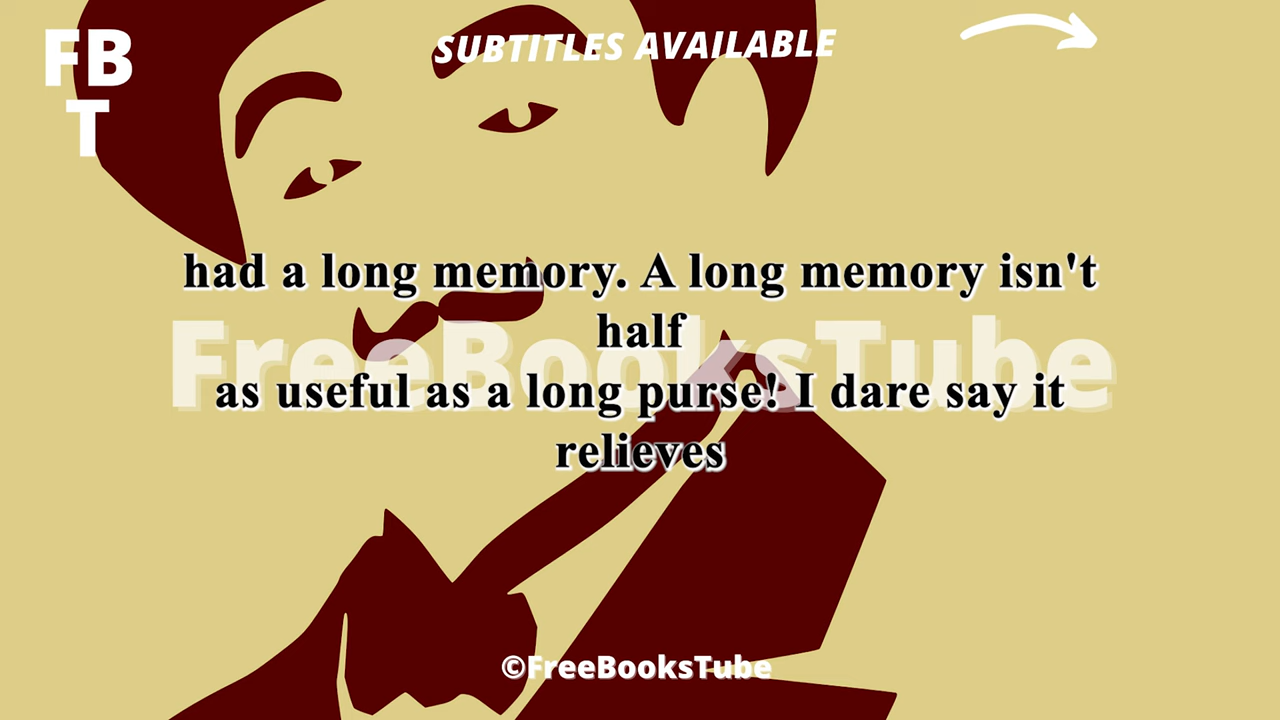 FB
T
SUBTITLES AVAILABLE
had a long memory. A long memory isn't
half
FreeBooksTube
as useful as a long purse! I dare say it
relieves
©FreeBooksTube